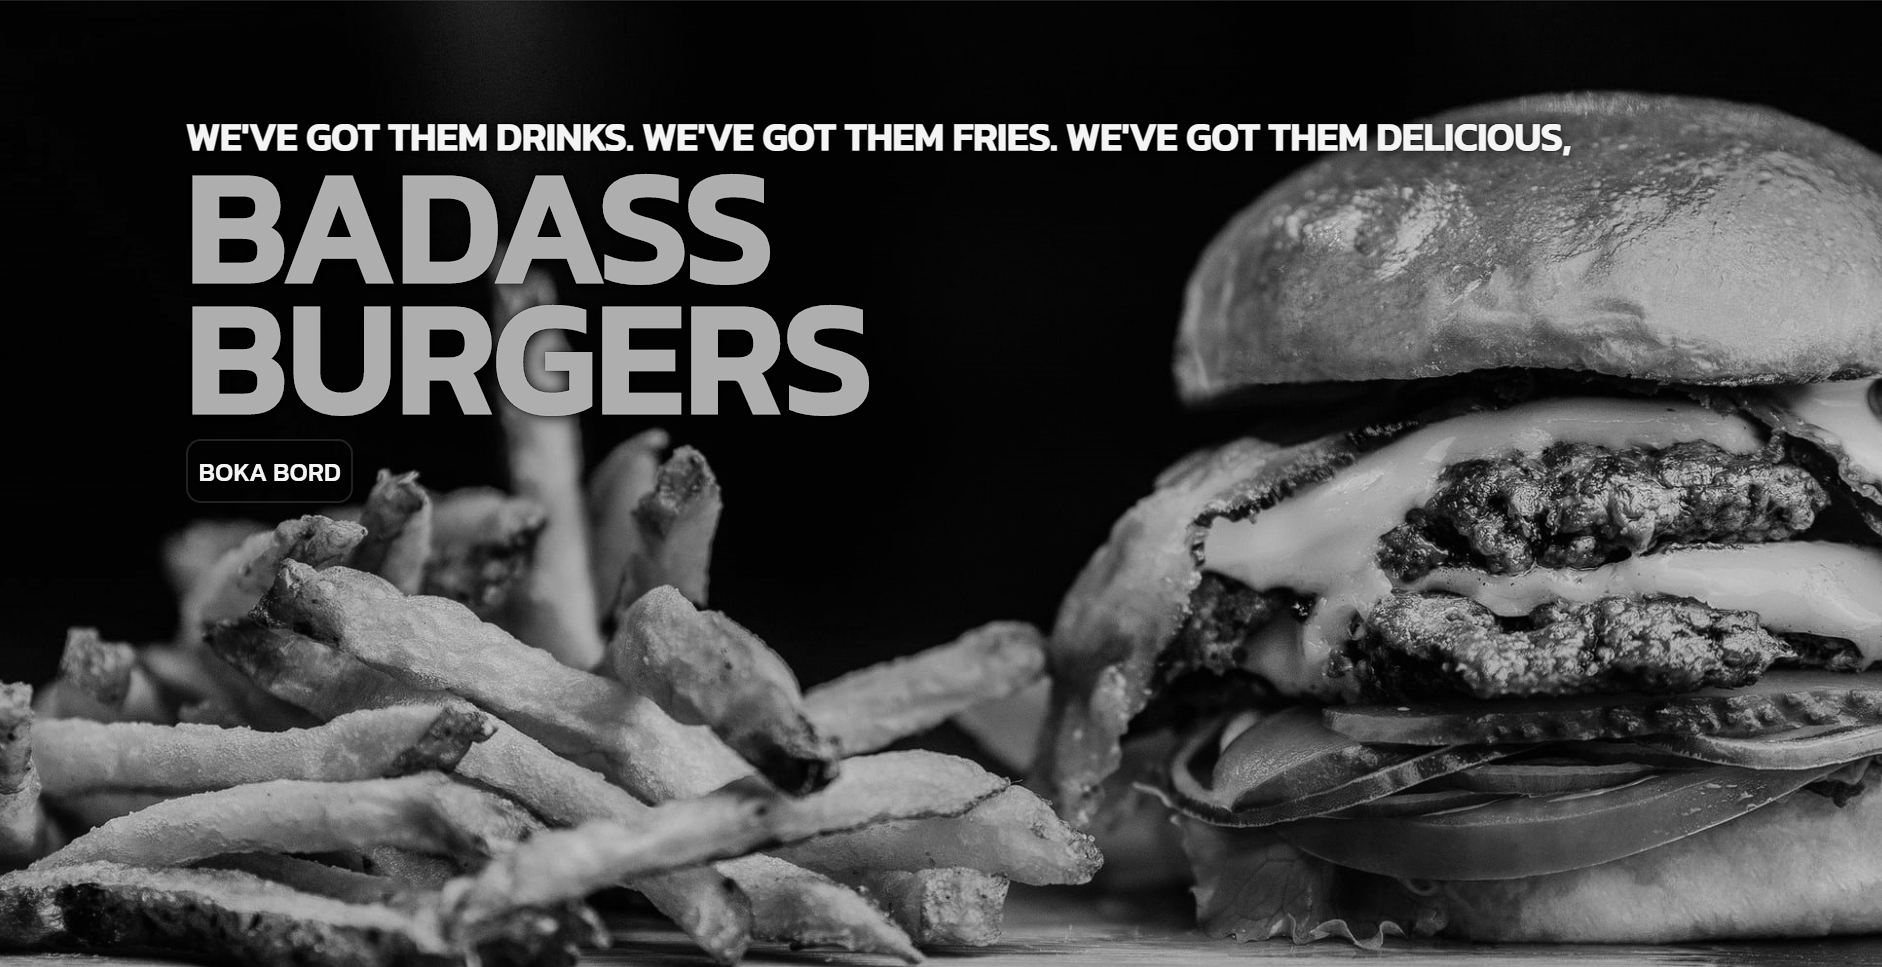 WE'VE GOT THEM DRINKS. WE'VE GOT THEM FRIES. WE'VE GOT THEM DELICIOUS,
BADASS
BURGERS
BOKA BORD